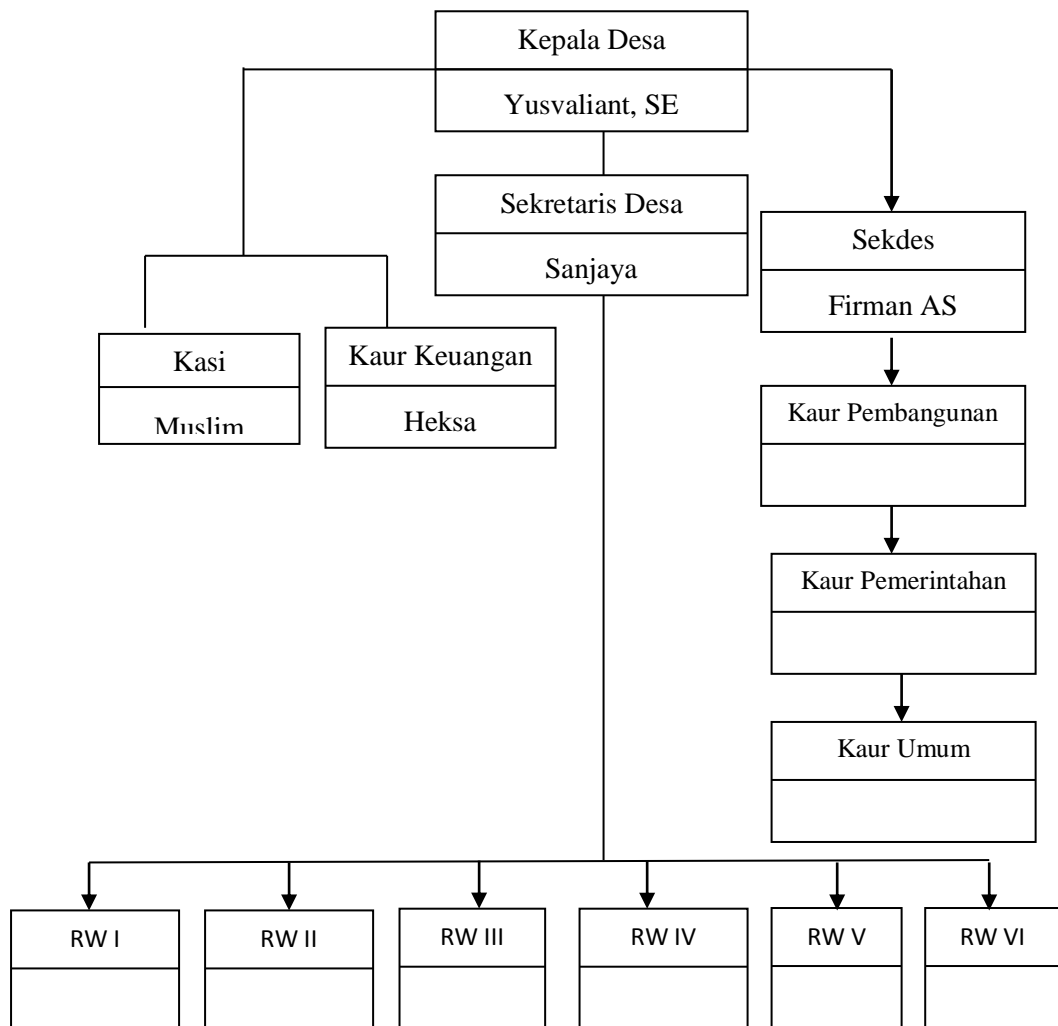 Kepala Desa
Yusvaliant, SE
Sekretaris Desa
Sanjaya
Sekdes
Firman AS
Kasi
Muslim
Kaur Keuangan
Heksa
Kaur Pembangunan
Kaur Pemerintahan
Kaur Umum
RW I
RW II
RW III
RW IV
RW V
RW VI